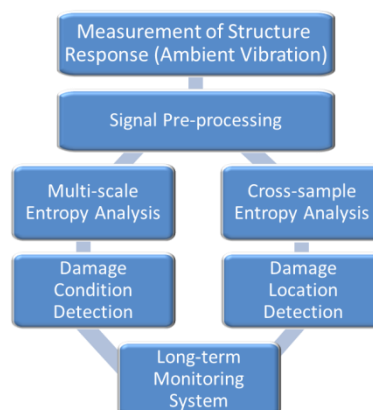 Measurement of Structure
Response (Ambient Vibration)
Signal Pre-processing
Multi-scale
Entropy Analysis
Cross-sample
Entropy Analysis
Damage
Condition
Detection
Damage
Location
Detection
Long-term
Monitoring
System